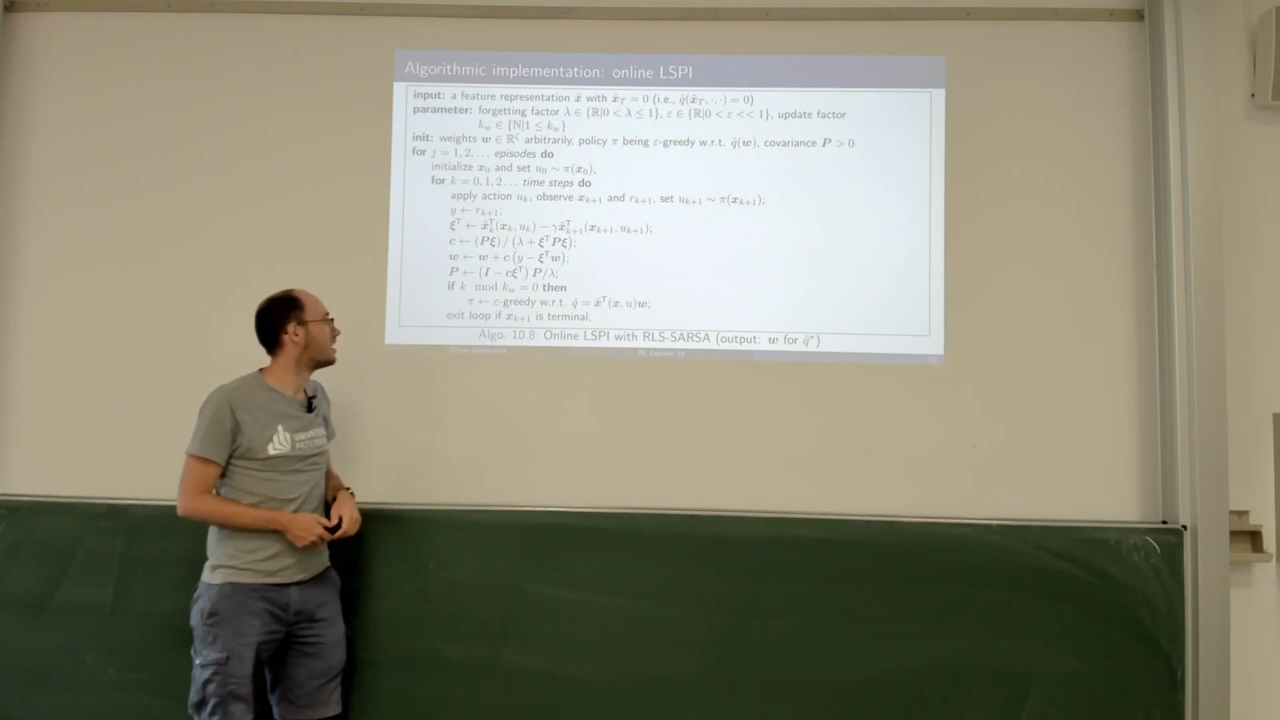 Algorithmic implementation: online LSPI
input: a feature representation x̃ with x̃_T = 0 (i.e., q̂(x̃_T, ·, ·) = 0)
parameter: forgetting factor λ ∈ {ℝ|0 < λ ≤ 1}, ε ∈ {ℝ|0 < ε << 1}, update factor
k_w ∈ {ℕ|1 ≤ k_w}
init: weights w ∈ ℝ^ζ arbitrarily, policy π being ε-greedy w.r.t. q̂(w), covariance P > 0
for j = 1, 2, ... episodes do
initialize x_0 and set u_0 ∼ π(x_0);
for k = 0, 1, 2 ... time steps do
apply action u_k, observe x_{k+1} and r_{k+1}, set u_{k+1} ∼ π(x_{k+1});
y ← r_{k+1};
ξ^T ← x̃_k^T(x_k, u_k) − γx̃_{k+1}^T(x_{k+1}, u_{k+1});
c ← (Pξ) / (λ + ξ^T Pξ);
w ← w + c (y − ξ^T w);
P ← (I − cξ^T) P/λ;
if k mod k_w = 0 then
π ← ε-greedy w.r.t. q̂ = x̃^T(x, u)w;
exit loop if x_{k+1} is terminal;
Algo. 10.8: Online LSPI with RLS-SARSA (output: w for q̂*)
RL Lecture 10